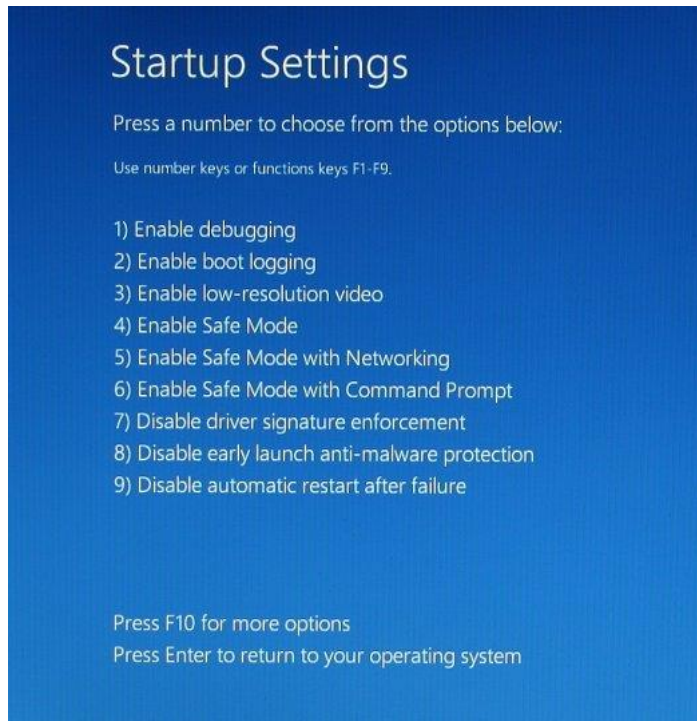 Startup Settings
Press a number to choose from the options below:
Use number keys or functions keys F1-F9.
1) Enable debugging
2) Enable boot logging
3) Enable low-resolution video
4) Enable Safe Mode
5) Enable Safe Mode with Networking
6) Enable Safe Mode with Command Prompt
7) Disable driver signature enforcement
8) Disable early launch anti-malware protection
9) Disable automatic restart after failure
Press F10 for more options
Press Enter to return to your operating system